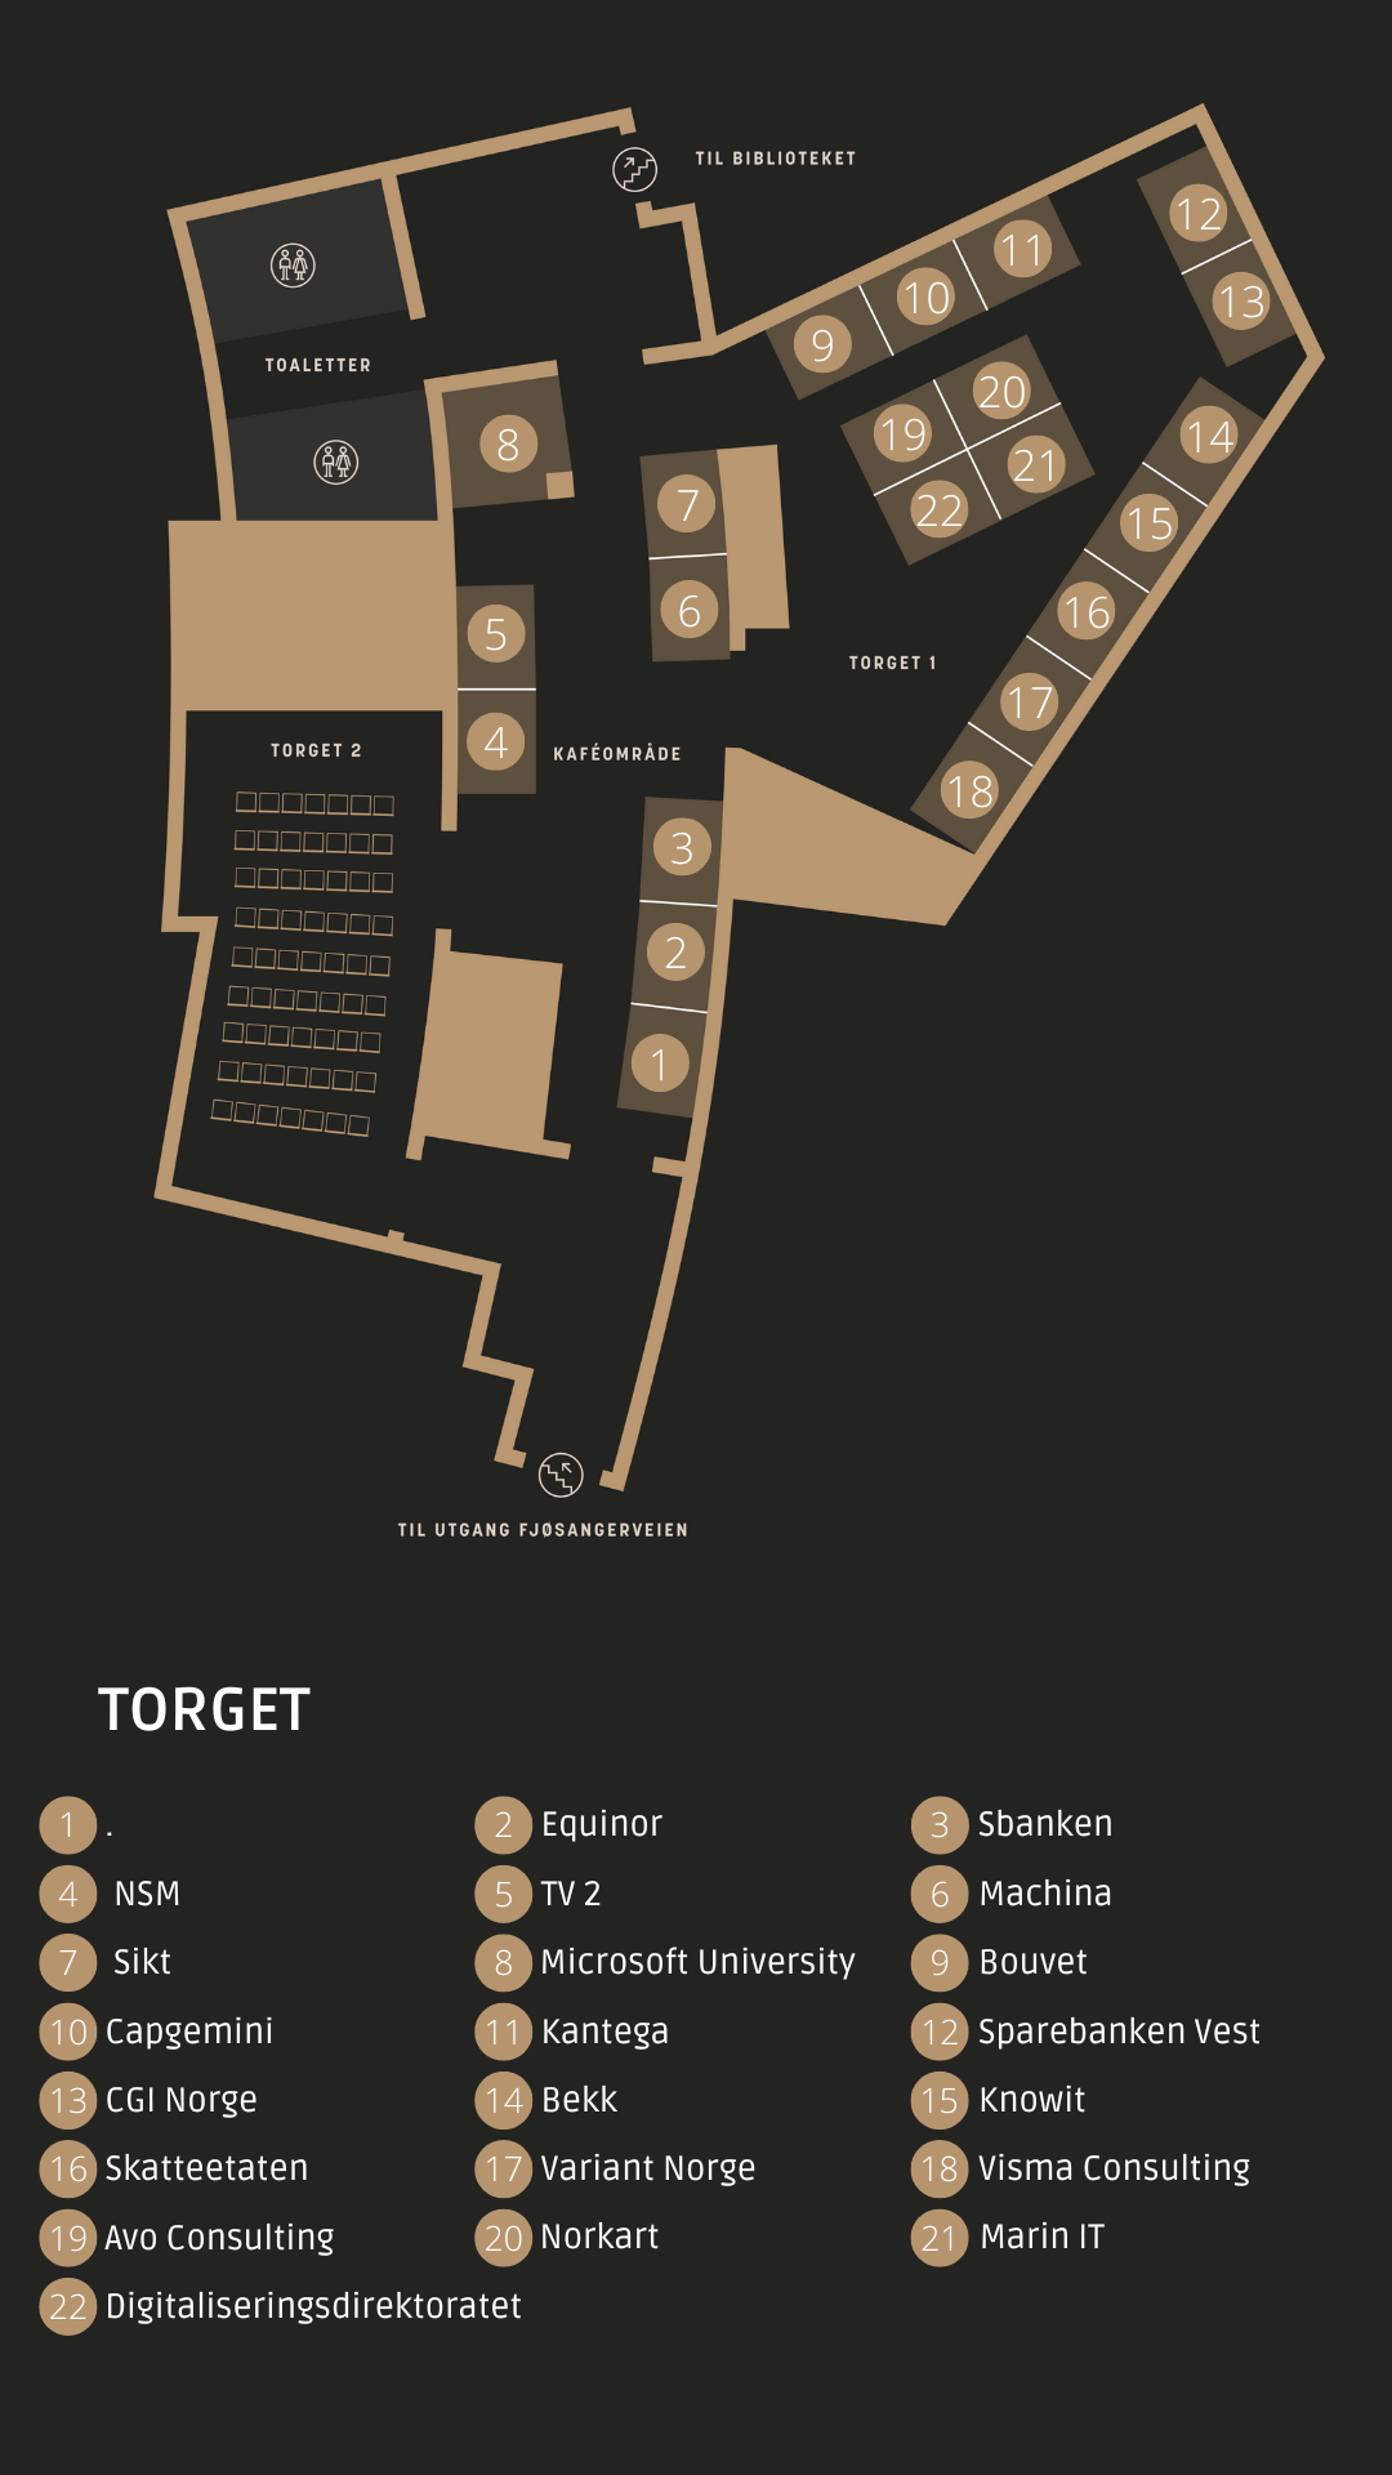 TIL BIBLIOTEKET
12
11
13
10
9
TOALETTER
20
19
14
8
21
7
22
15
6
16
5
TORGET 1
17
4
TORGET 2
KAFÉOMRÅDE
18
3
2
1
TIL UTGANG FJØSANGERVEIEN
TORGET
1 .
2 Equinor
3 Sbanken
4 NSM
5 TV 2
6 Machina
7 Sikt
8 Microsoft University
9 Bouvet
10 Capgemini
11 Kantega
12 Sparebanken Vest
13 CGI Norge
14 Bekk
15 Knowit
16 Skatteetaten
17 Variant Norge
18 Visma Consulting
19 Avo Consulting
20 Norkart
21 Marin IT
22 Digitaliseringsdirektoratet